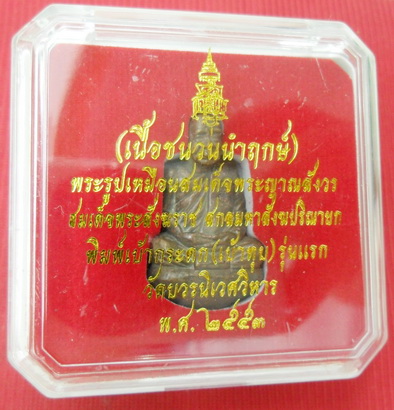 (เนื้อชนวนนำฤกษ์)
พระรูปเหมือนสมเด็จพระญาณสังวร
สมเด็จพระสังฆราช สกลมหาสังฆปริณายก
พิมพ์เบ้ากระแตก (เบ้าทุบ) รุ่นแรก
วัดบวรนิเวศวิหาร
พ.ศ. ๒๕๕๓